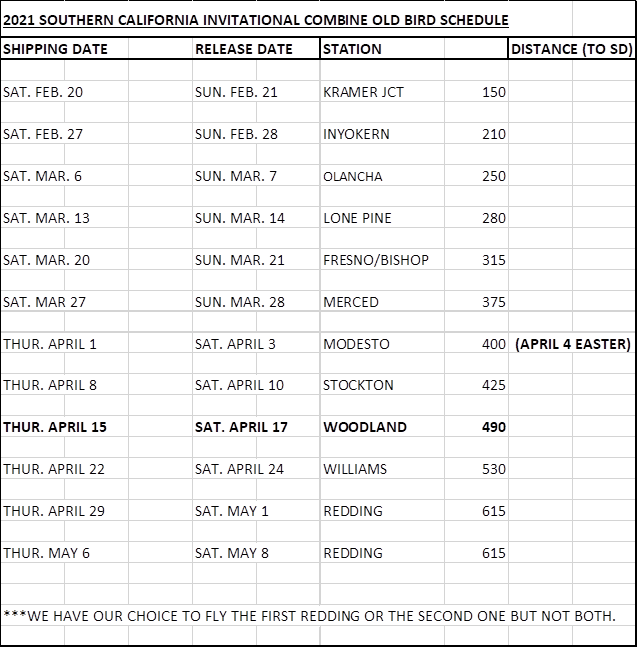 2021 SOUTHERN CALIFORNIA INVITATIONAL COMBINE OLD BIRD SCHEDULE
SHIPPING DATE RELEASE DATE STATION DISTANCE (TO SD)
SAT. FEB. 20 SUN. FEB. 21 KRAMER JCT 150
SAT. FEB. 27 SUN. FEB. 28 INYOKERN 210
SAT. MAR. 6 SUN. MAR. 7 OLANCHA 250
SAT. MAR. 13 SUN. MAR. 14 LONE PINE 280
SAT. MAR. 20 SUN. MAR. 21 FRESNO/BISHOP 315
SAT. MAR 27 SUN. MAR. 28 MERCED 375
THUR. APRIL 1 SAT. APRIL 3 MODESTO 400 (APRIL 4 EASTER)
THUR. APRIL 8 SAT. APRIL 10 STOCKTON 425
THUR. APRIL 15 SAT. APRIL 17 WOODLAND 490
THUR. APRIL 22 SAT. APRIL 24 WILLIAMS 530
THUR. APRIL 29 SAT. MAY 1 REDDING 615
THUR. MAY 6 SAT. MAY 8 REDDING 615
***WE HAVE OUR CHOICE TO FLY THE FIRST REDDING OR THE SECOND ONE BUT NOT BOTH.